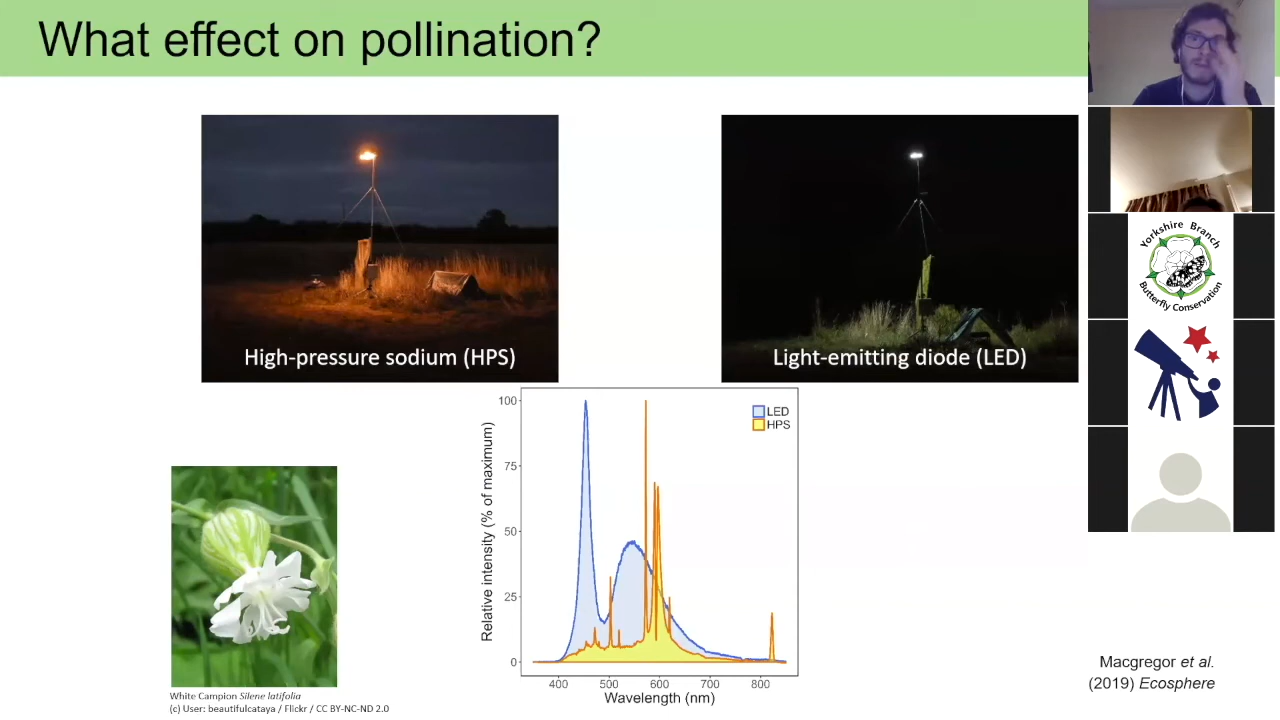 What effect on pollination?
High-pressure sodium (HPS)
Light-emitting diode (LED)
Yorkshire Branch
Butterfly Conservation
100
75
50
25
0
Relative intensity (% of maximum)
LED
HPS
400 500 600 700 800
Wavelength (nm)
White Campion Silene latifolia
(c) User: beautifulcataya / Flickr / CC BY-NC-ND 2.0
Macgregor et al.
(2019) Ecosphere